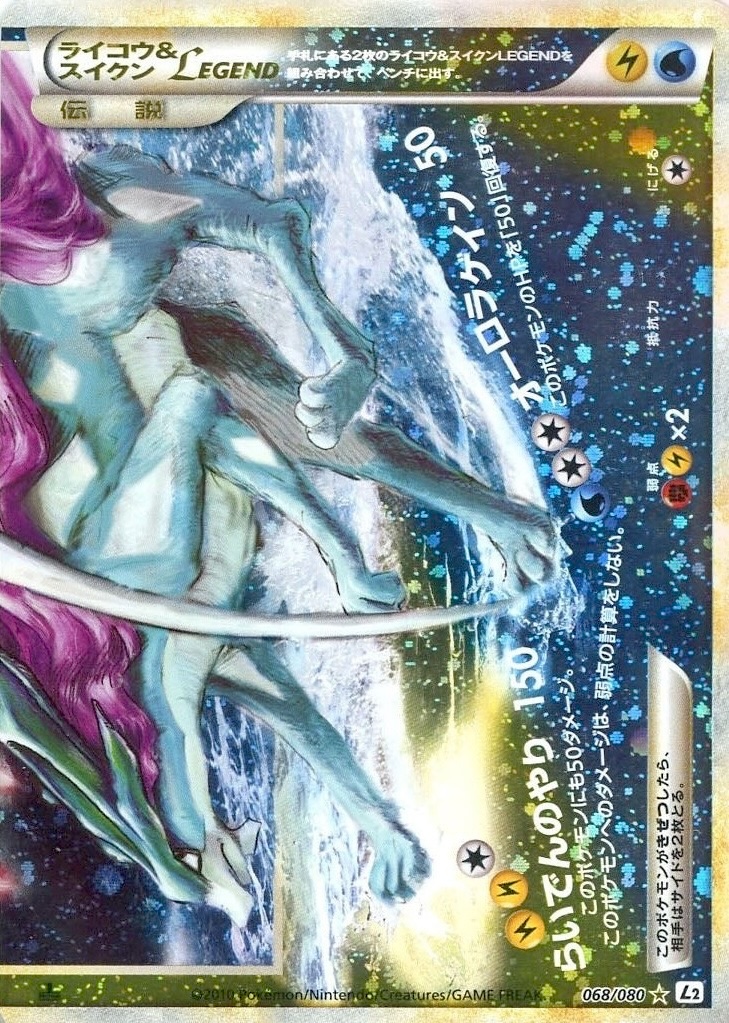 ライコウ&
スイクン LEGEND
手札にある2枚のライコウ&スイクンLEGENDを
組み合わせて、ベンチに出す。
伝 説
オーロラゲイン 50
このポケモンのHPを「50」回復する。
らいでんのやり 150
このポケモンにも50ダメージ。
このポケモンへのダメージは、弱点の計算をしない。
弱点
×2
抵抗力
にげる
このポケモンがきぜつしたら、
相手はサイドを2枚とる。
©2010 Pokémon/Nintendo/Creatures/GAME FREAK.
068/080
L2